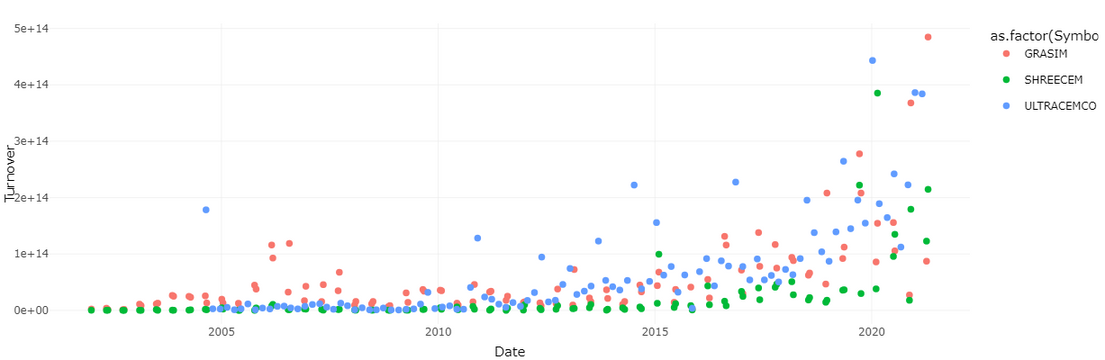 5e+14
4e+14
3e+14
2e+14
1e+14
0e+00
Turnover
2005
2010
2015
2020
Date
as.factor(Symbo
GRASIM
SHREECEM
ULTRACEMCO